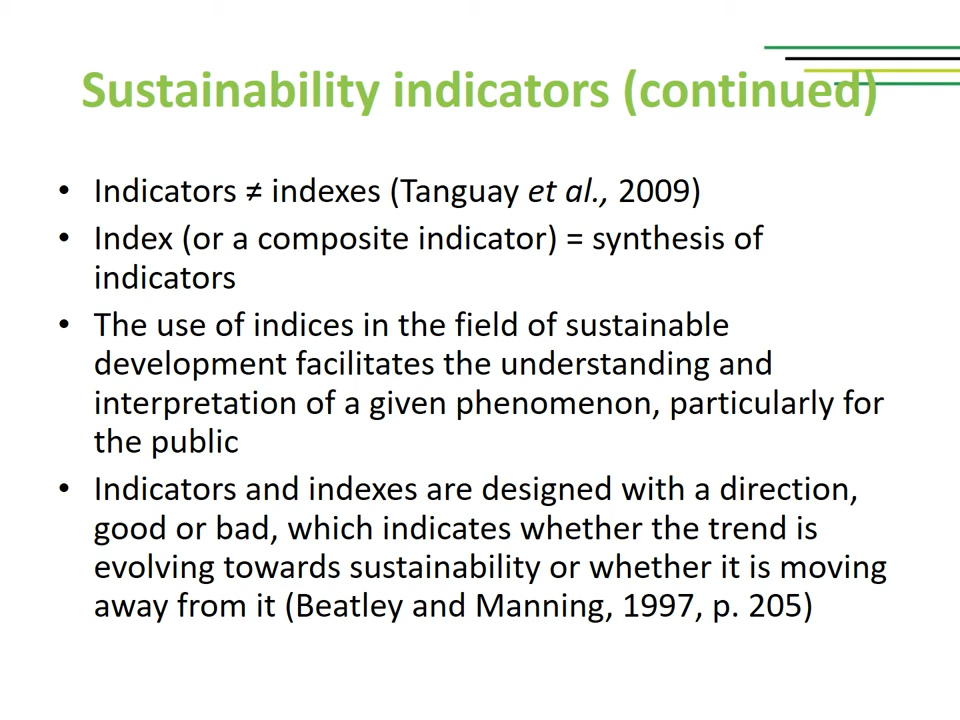 Sustainability indicators (continued)
• Indicators ≠ indexes (Tanguay et al., 2009)
• Index (or a composite indicator) = synthesis of
indicators
• The use of indices in the field of sustainable
development facilitates the understanding and
interpretation of a given phenomenon, particularly for
the public
• Indicators and indexes are designed with a direction,
good or bad, which indicates whether the trend is
evolving towards sustainability or whether it is moving
away from it (Beatley and Manning, 1997, p. 205)